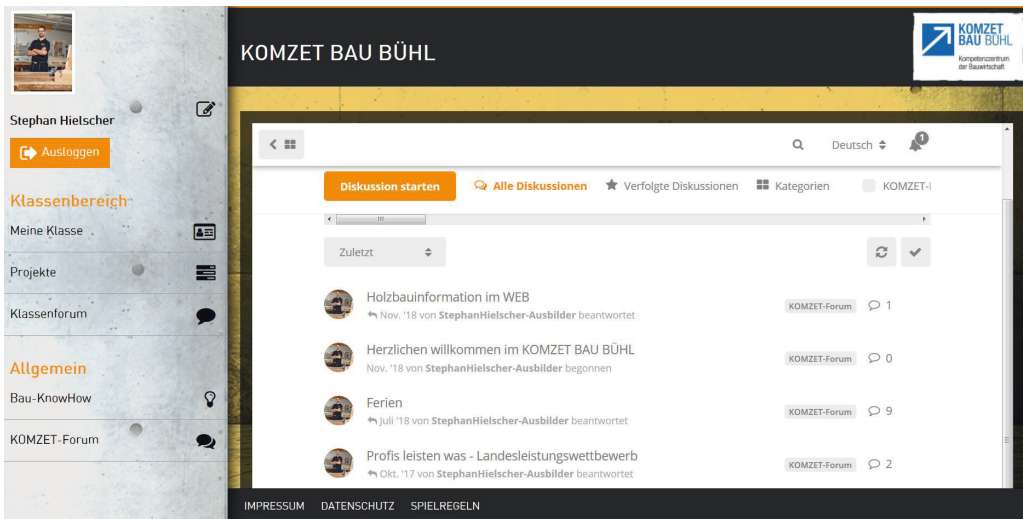 KOMZET BAU BÜHL
KOMZET
BAU BÜHL
Kompetenzzentrum
der Bauwirtschaft
Stephan Hielscher
Ausloggen
Klassenbereich
Meine Klasse
Projekte
Klassenforum
Allgemein
Bau-KnowHow
KOMZET-Forum
Deutsch
1
Diskussion starten
Alle Diskussionen
Verfolgte Diskussionen
Kategorien
KOMZET-
Zuletzt
Holzbauinformation im WEB
Nov. '18 von StephanHielscher-Ausbilder beantwortet
KOMZET-Forum 1
Herzlichen willkommen im KOMZET BAU BÜHL
Nov. '18 von StephanHielscher-Ausbilder begonnen
KOMZET-Forum 0
Ferien
Juli '18 von StephanHielscher-Ausbilder beantwortet
KOMZET-Forum 9
Profis leisten was - Landesleistungswettbewerb
Okt. '17 von StephanHielscher-Ausbilder beantwortet
KOMZET-Forum 2
IMPRESSUM DATENSCHUTZ SPIELREGELN